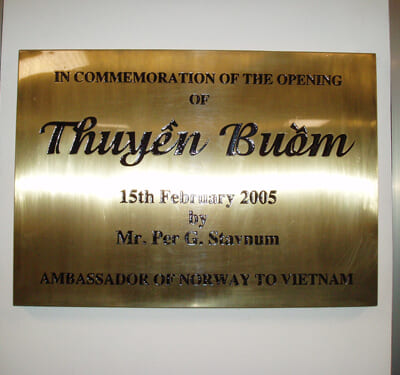 IN COMMEMORATION OF THE OPENING
OF
Thuyền Buồm
15th February 2005
by
Mr. Per G. Stavnum
AMBASSADOR OF NORWAY TO VIETNAM